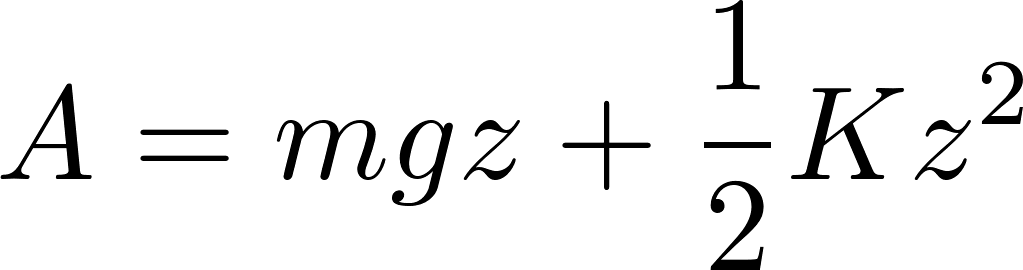 A = mgz + \frac{1}{2}Kz^2